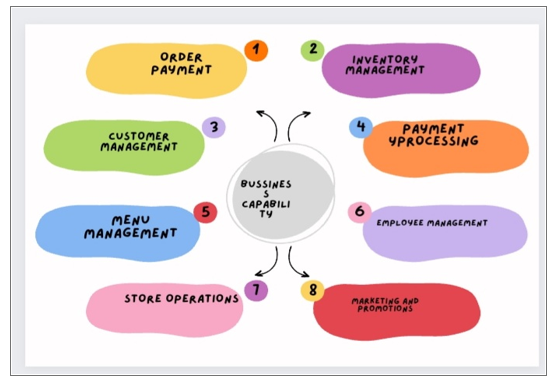 1
ORDER
PAYMENT
2
INVENTORY
MANAGEMENT
3
CUSTOMER
MANAGEMENT
4
PAYMENT
YPROCESSING
BUSSINES
S
CAPABILI
TY
5
MENU
MANAGEMENT
6
EMPLOYEE MANAGEMENT
7
STORE OPERATIONS
8
MARKETING AND
PROMOTIONS